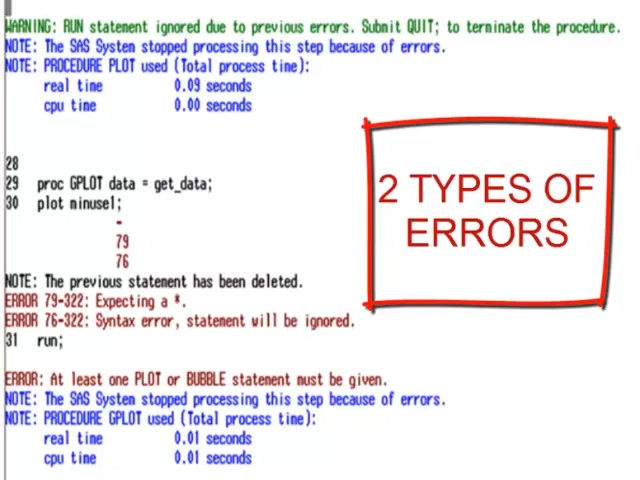 WARNING: RUN statement ignored due to previous errors. Submit QUIT; to terminate the procedure.
NOTE: The SAS System stopped processing this step because of errors.
NOTE: PROCEDURE PLOT used (Total process time):
real time 0.09 seconds
cpu time 0.00 seconds
28
29 proc GPLOT data = get_data;
30 plot minuse1;
-
79
76
NOTE: The previous statement has been deleted.
ERROR 79-322: Expecting a *.
ERROR 76-322: Syntax error, statement will be ignored.
31 run;
ERROR: At least one PLOT or BUBBLE statement must be given.
NOTE: The SAS System stopped processing this step because of errors.
NOTE: PROCEDURE GPLOT used (Total process time):
real time 0.01 seconds
cpu time 0.01 seconds
2 TYPES OF
ERRORS